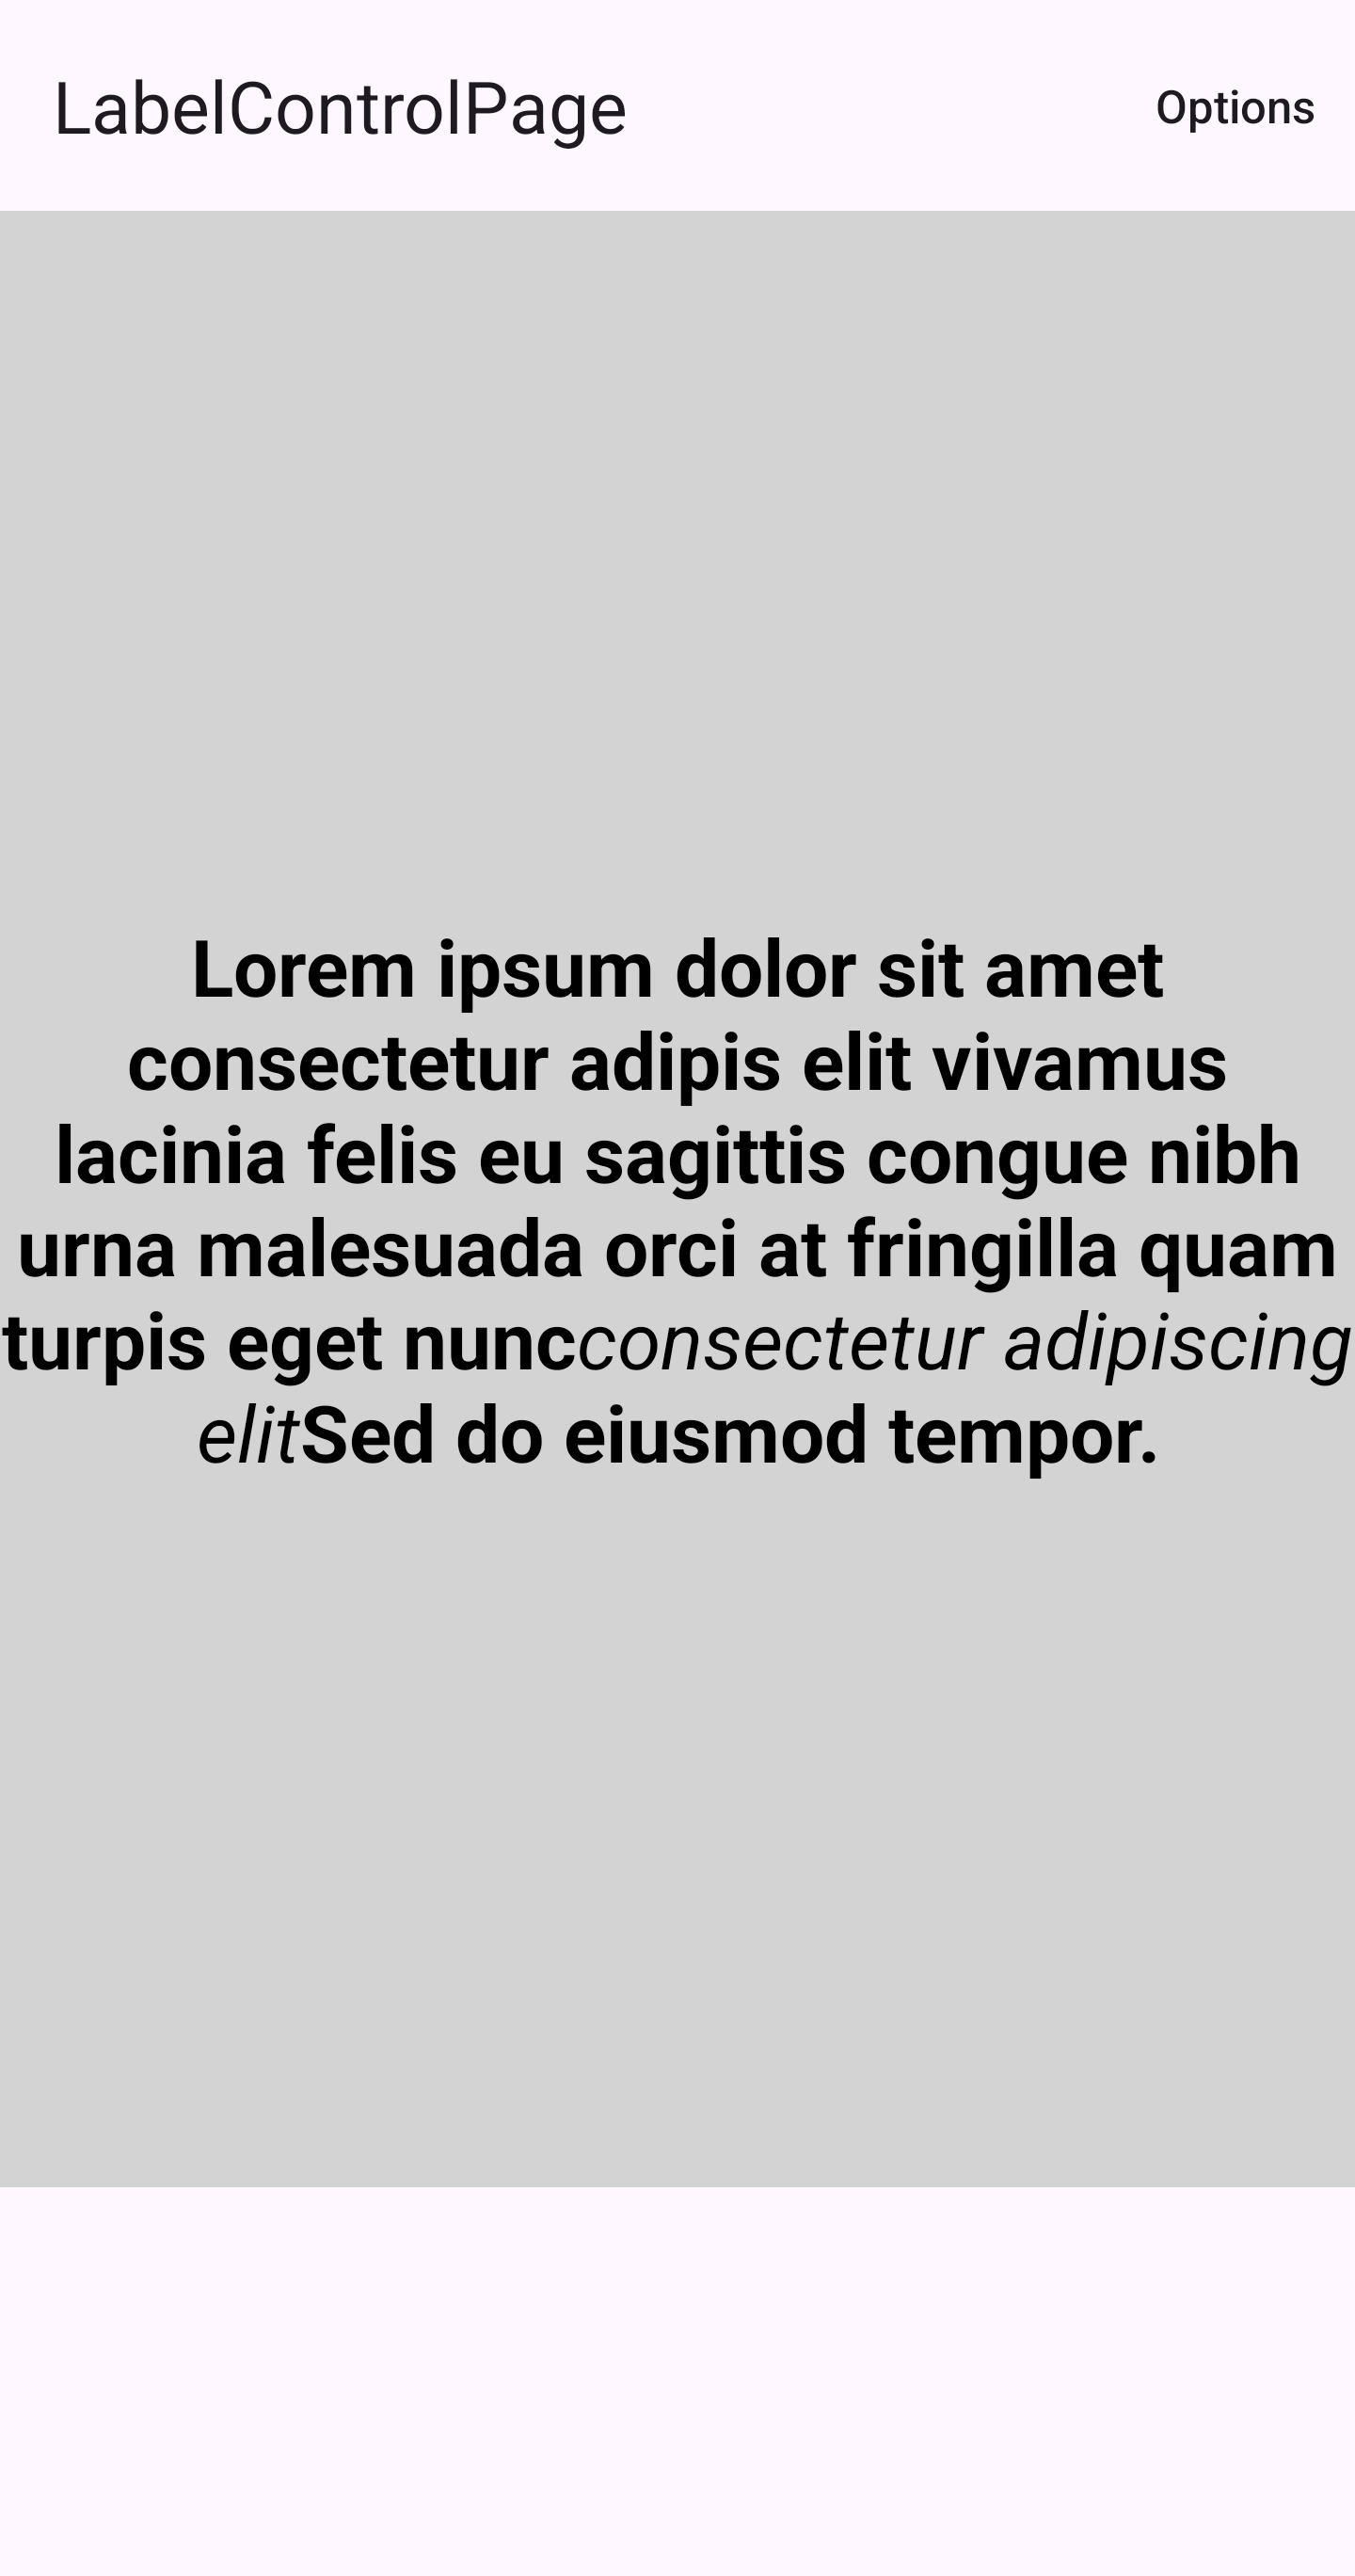 LabelControlPage
Options
Lorem ipsum dolor sit amet
consectetur adipis elit vivamus
lacinia felis eu sagittis congue nibh
urna malesuada orci at fringilla quam
turpis eget nuncconsectetur adipiscing
elitSed do eiusmod tempor.